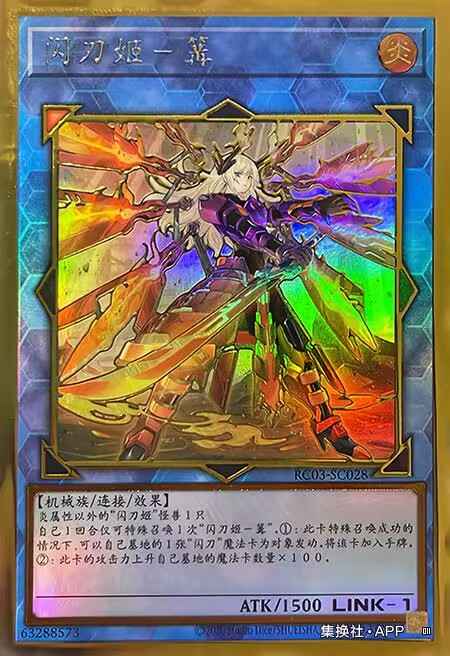 闪刃姬－篝
炎
RC03-SC028
【机械族/连接/效果】
炎属性以外的“闪刀姬”怪兽1只
自己1回合仅可特殊召唤1次“闪刀姬－篝”。①：此卡特殊召唤成功的
情况下，可以自己墓地的1张“闪刀”魔法卡为对象发动。将该卡加入手牌。
②：此卡的攻击力上升自己墓地的魔法卡数量×100。
ATK/1500 LINK-1
63288573
©2020 Studio Dice/SHUEISHA
集换社·APP